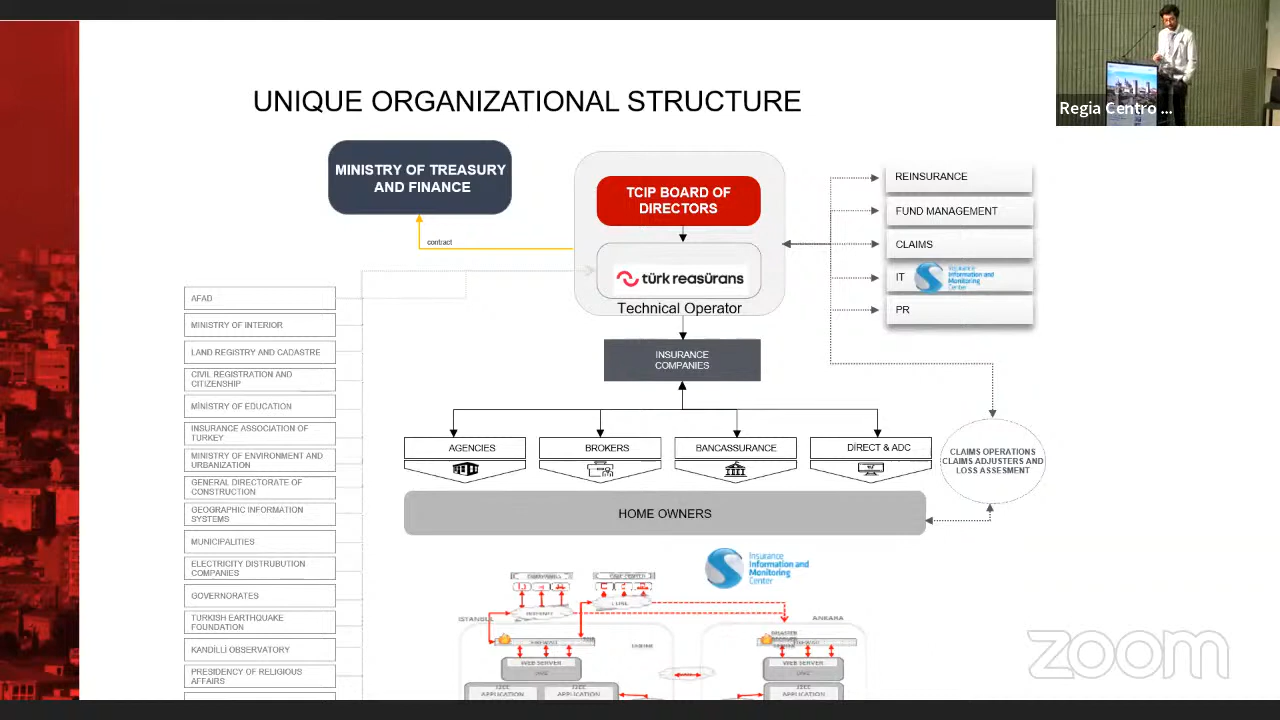 UNIQUE ORGANIZATIONAL STRUCTURE
Regia Centro ...
MINISTRY OF TREASURY
AND FINANCE
contract
TCIP BOARD OF
DIRECTORS
türk reasürans
Technical Operator
REINSURANCE
FUND MANAGEMENT
CLAIMS
IT
Insurance
Information and
Monitoring
Center
PR
INSURANCE
COMPANIES
AGENCIES
BROKERS
BANCASSURANCE
DIRECT & ADC
CLAIMS OPERATIONS
CLAIMS ADJUSTERS AND
LOSS ASSESMENT
HOME OWNERS
AFAD
MINISTRY OF INTERIOR
LAND REGISTRY AND CADASTRE
CIVIL REGISTRATION AND
CITIZENSHIP
MİNİSTRY OF EDUCATION
INSURANCE ASSOCIATION OF
TURKEY
MINISTRY OF ENVIRONMENT AND
URBANIZATION
GENERAL DIRECTORATE OF
CONSTRUCTION
GEOGRAPHIC INFORMATION
SYSTEMS
MUNICIPALITIES
ELECTRICITY DISTRUBUTION
COMPANIES
GOVERNORATES
TURKISH EARTHQUAKE
FOUNDATION
KANDİLLİ OBSERVATORY
PRESIDENCY OF RELIGIOUS
AFFAIRS
Insurance
Information and
Monitoring
Center
ISTANBUL
ANKARA
FIREWALL
DISASTER
WEB SERVER
WEB SERVER
APPLICATION
APPLICATION
APPLICATION
zoom